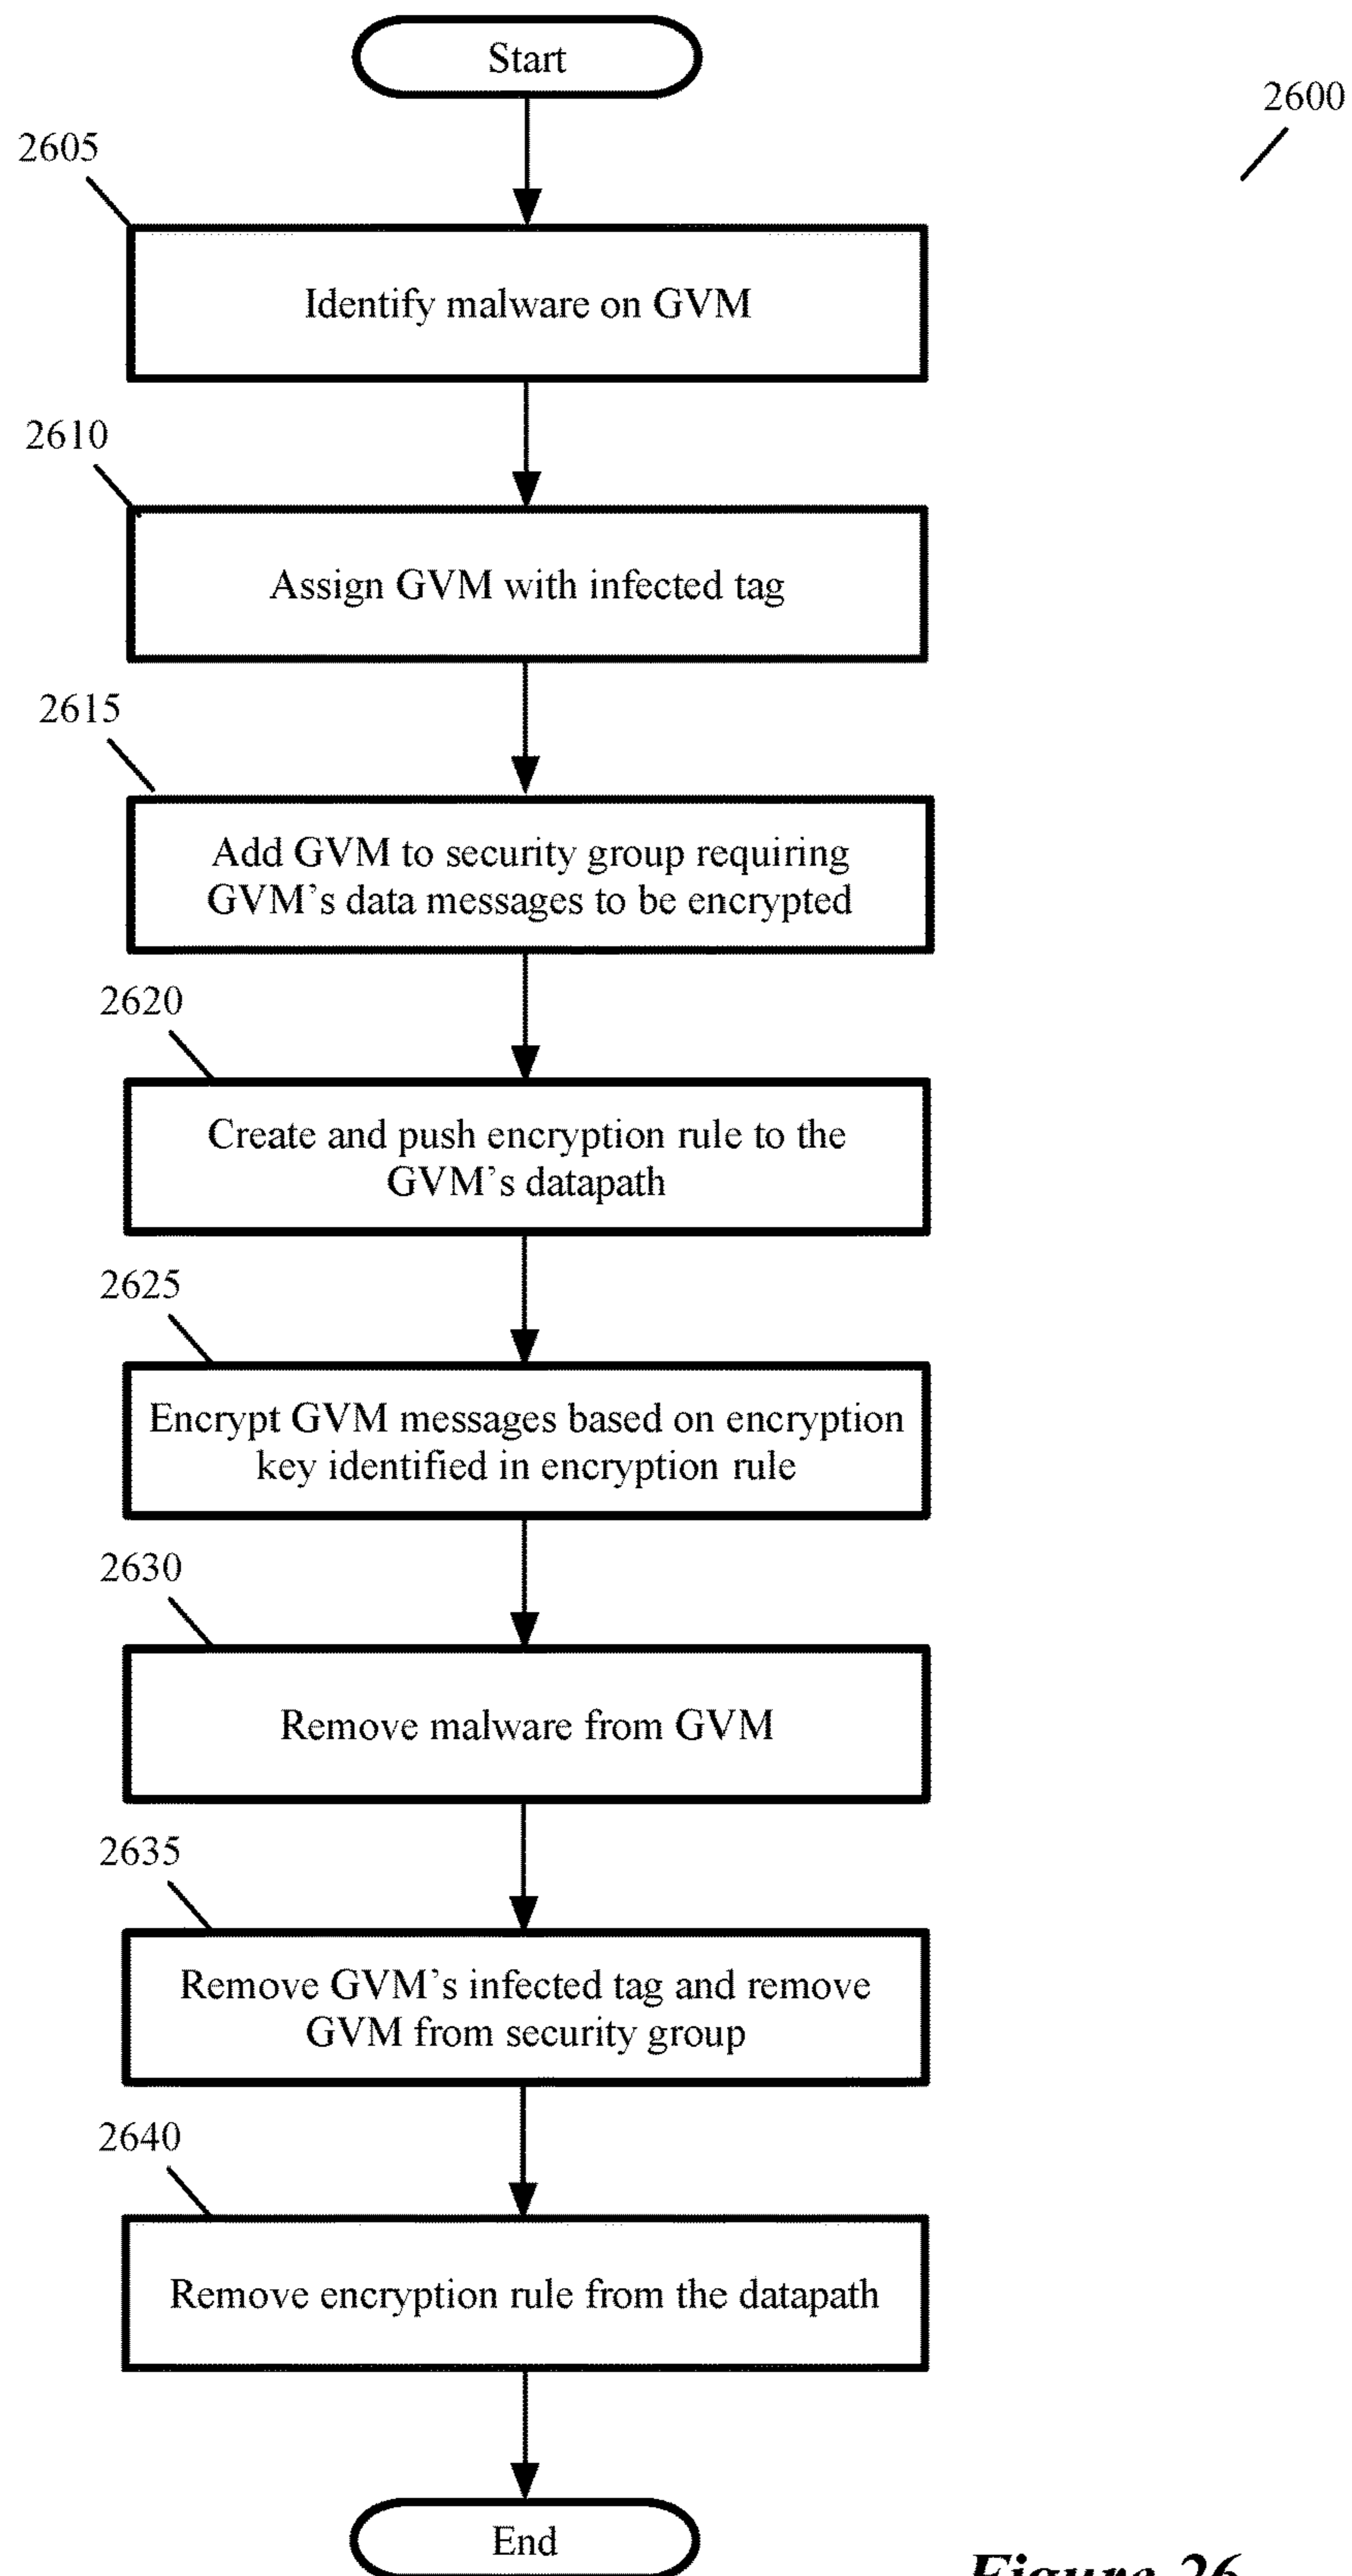 Start
2600
2605
Identify malware on GVM
2610
Assign GVM with infected tag
2615
Add GVM to security group requiring
GVM's data messages to be encrypted
2620
Create and push encryption rule to the
GVM's datapath
2625
Encrypt GVM messages based on encryption
key identified in encryption rule
2630
Remove malware from GVM
2635
Remove GVM's infected tag and remove
GVM from security group
2640
Remove encryption rule from the datapath
End
Figure 26